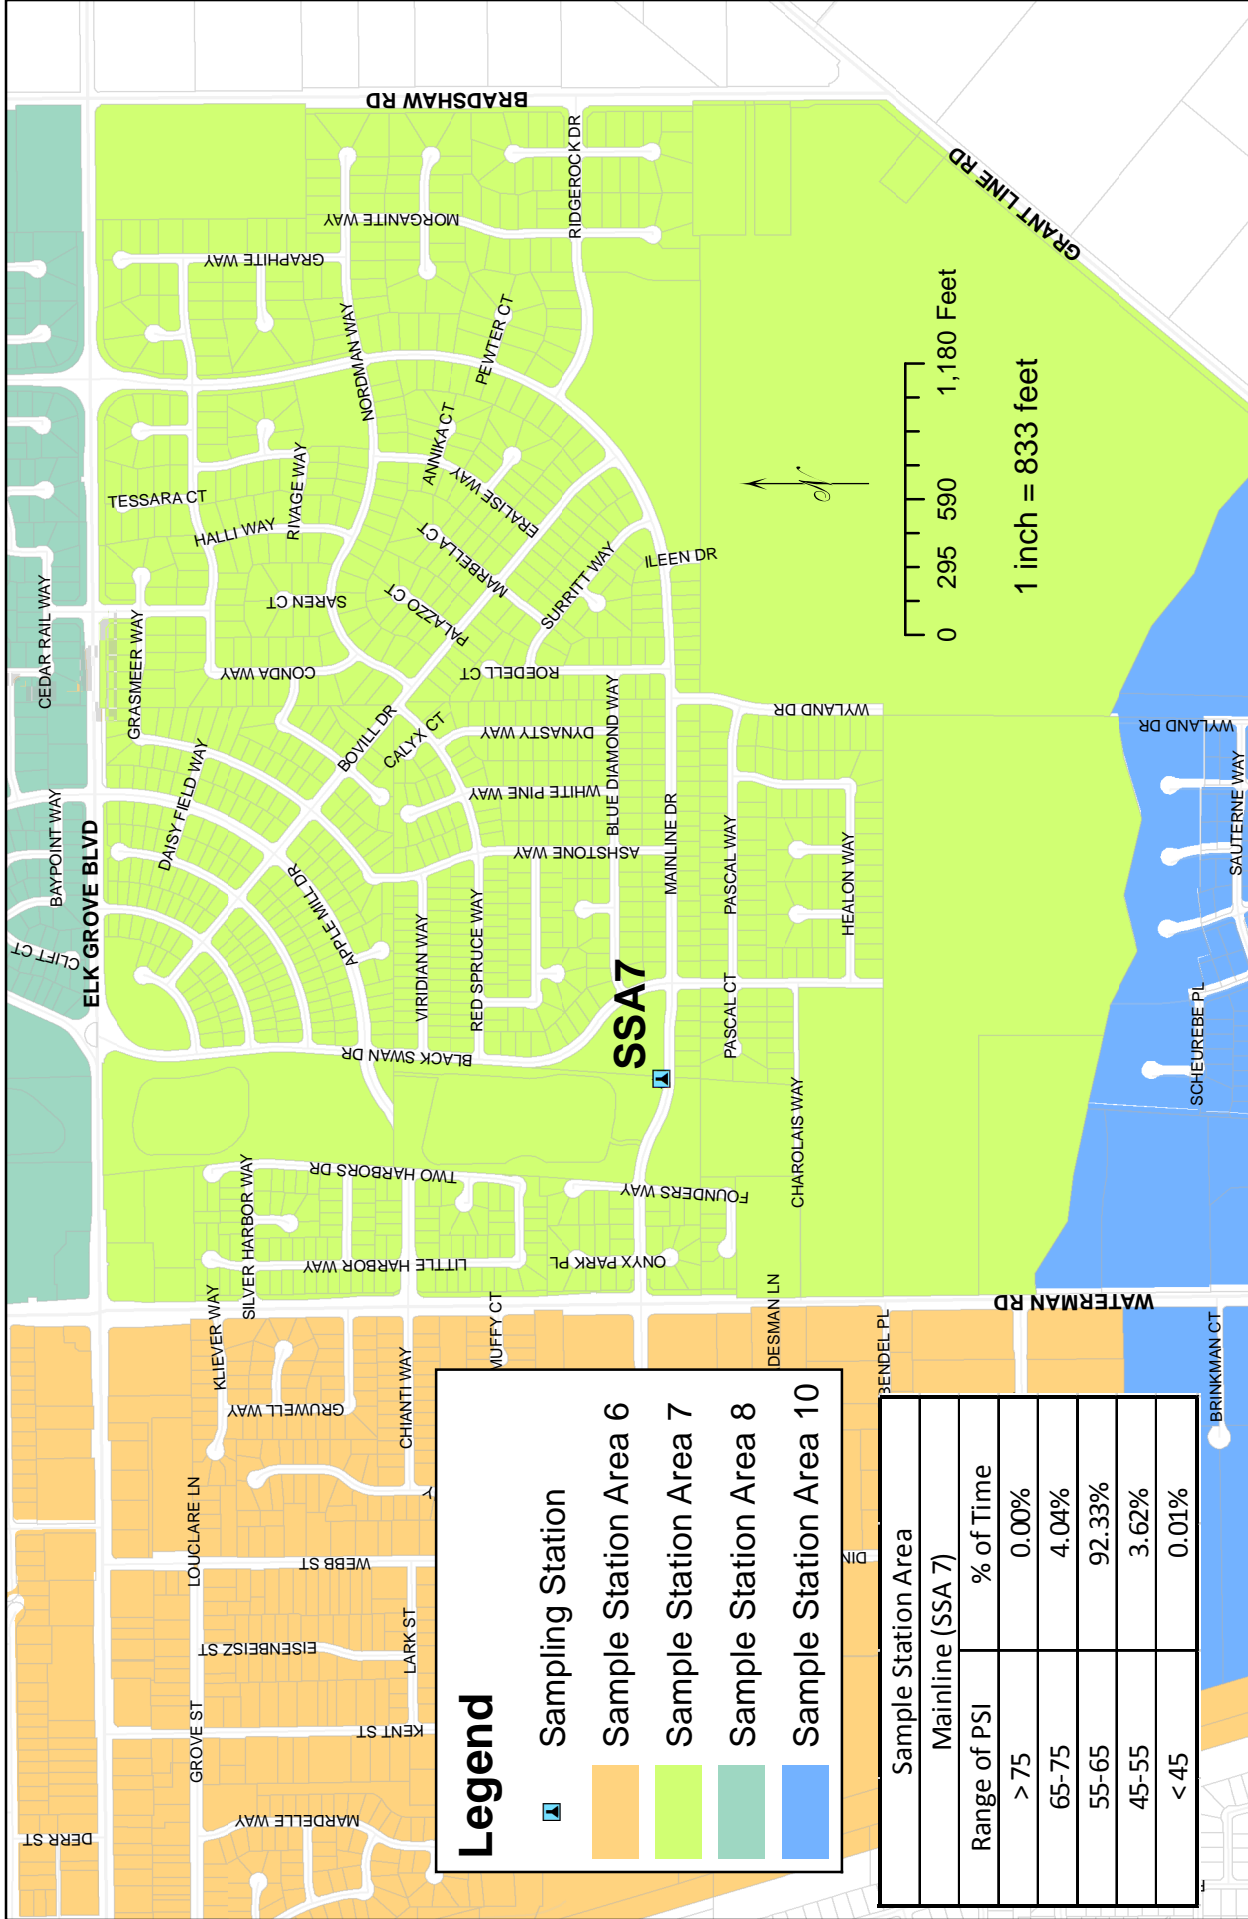 CEDAR RAIL WAY
BAYPOINT WAY
CLIFT CT
ELK GROVE BLVD
BRADSHAW RD
GRANT LINE RD
WATERMAN RD
GRASMEER WAY
DAISY FIELD WAY
TESSARA CT
HALLI WAY
RIVAGE WAY
SAREN CT
CONDA WAY
GRAPHITE WAY
MORGANITE WAY
NORDMAN WAY
RIDGEROCK DR
PEWTER CT
ANNIKA CT
ERALISE WAY
MARBELLA CT
PALAZZO CT
SURRITT WAY
ILEEN DR
ROEDELL CT
BOVILL DR
CALYX CT
DYNASTY WAY
WHITE PINE WAY
BLUE DIAMOND WAY
ASHSTONE WAY
MAINLINE DR
APPLE MILL DR
VIRIDIAN WAY
RED SPRUCE WAY
BLACK SWAN DR
SSA7
WYLAND DR
PASCAL WAY
HEALON WAY
PASCAL CT
CHAROLAIS WAY
TWO HARBORS DR
SILVER HARBOR WAY
LITTLE HARBOR WAY
FOUNDERS WAY
ONYX PARK PL
WYLAND DR
SAUTERNE WAY
SCHEUREBE PL
KLIEVER WAY
GRUWELL WAY
CHIANTI WAY
MUFFY CT
ADESMAN LN
BENDEL PL
BRINKMAN CT
LOUCLARE LN
WEBB ST
EISENBEISZ ST
LARK ST
GROVE ST
KENT ST
MARDELLE WAY
DERR ST
DIN
Y
N
0 295 590 1,180 Feet
1 inch = 833 feet
Legend
Sampling Station
Sample Station Area 6
Sample Station Area 7
Sample Station Area 8
Sample Station Area 10
Sample Station Area
Mainline (SSA 7)
Range of PSI % of Time
>75 0.00%
65-75 4.04%
55-65 92.33%
45-55 3.62%
<45 0.01%